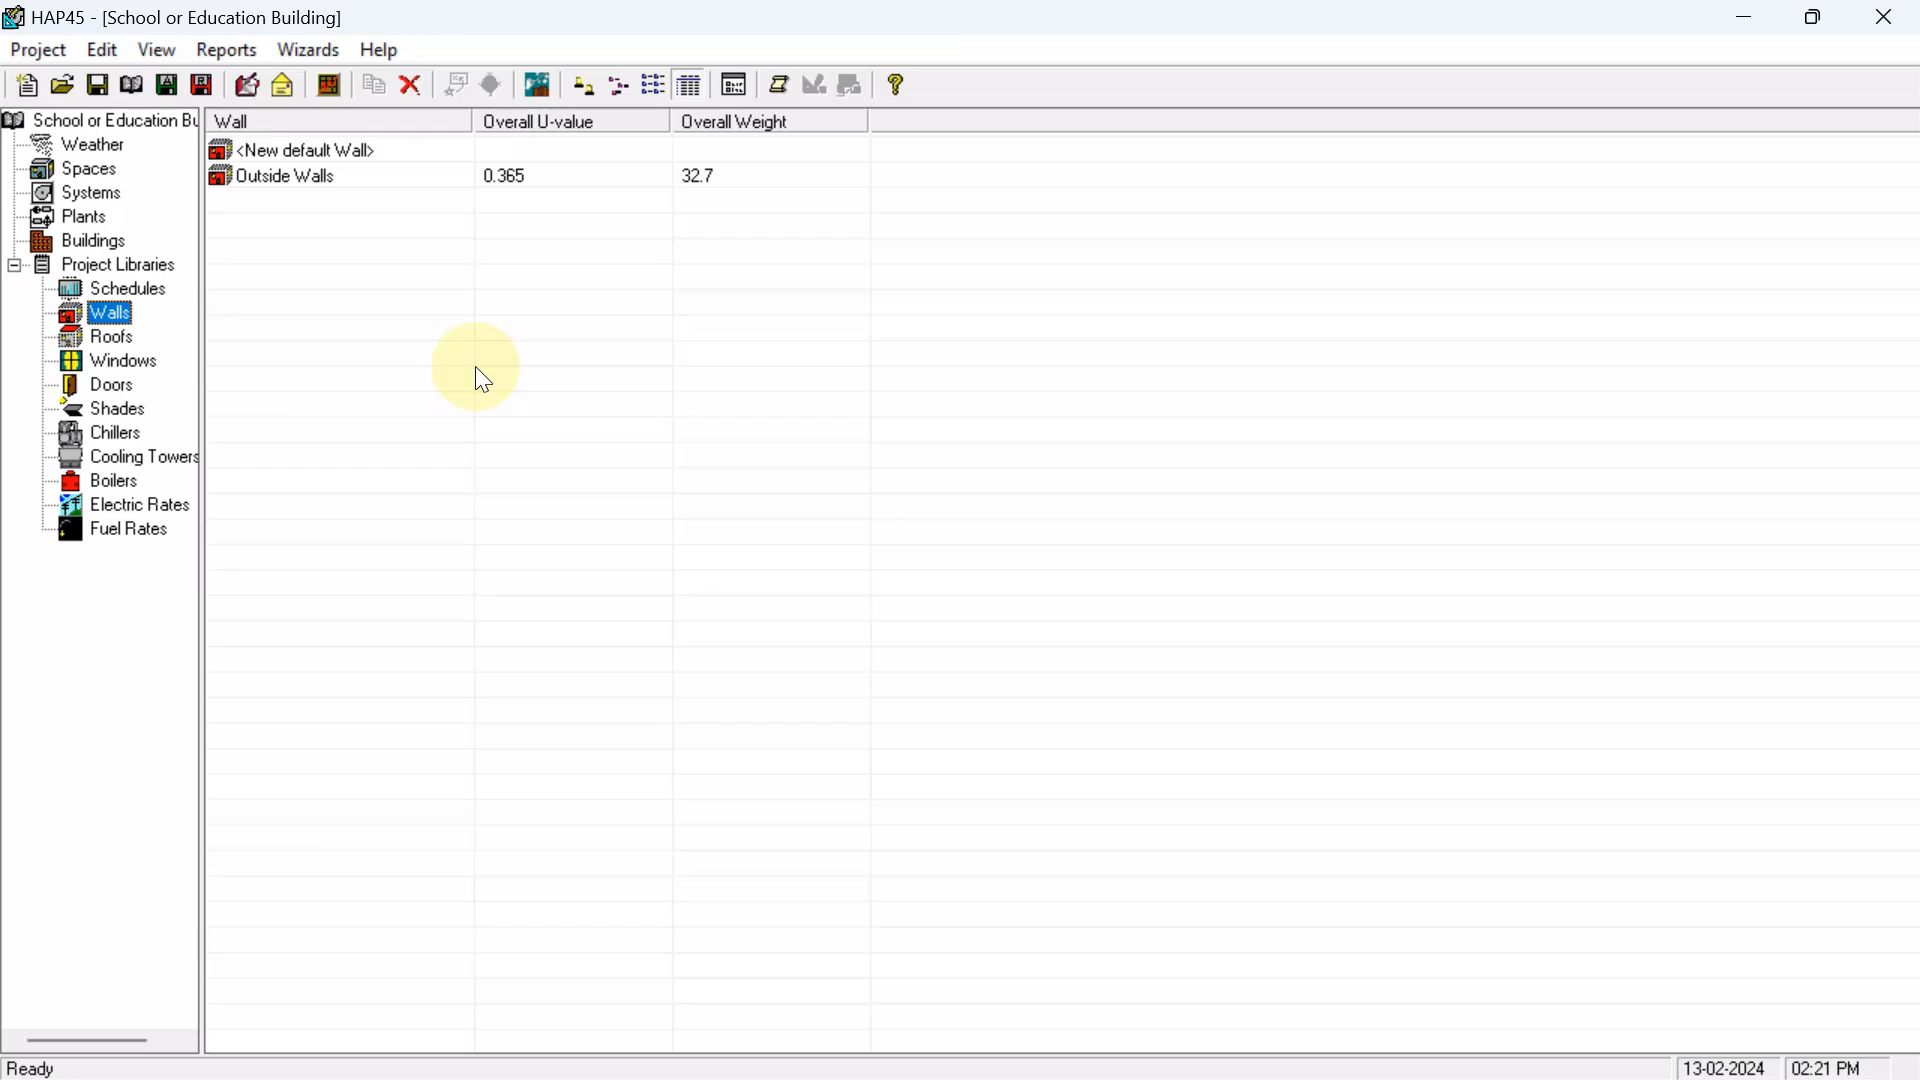 HAP45 - [School or Education Building]
Project Edit View Reports Wizards Help
School or Education Bu
Weather
Spaces
Systems
Plants
Buildings
Project Libraries
Schedules
Walls
Roofs
Windows
Doors
Shades
Chillers
Cooling Towers
Boilers
Electric Rates
Fuel Rates
Wall Overall U-value Overall Weight
<New default Wall>
Outside Walls 0.365 32.7
Ready 13-02-2024 02:21 PM